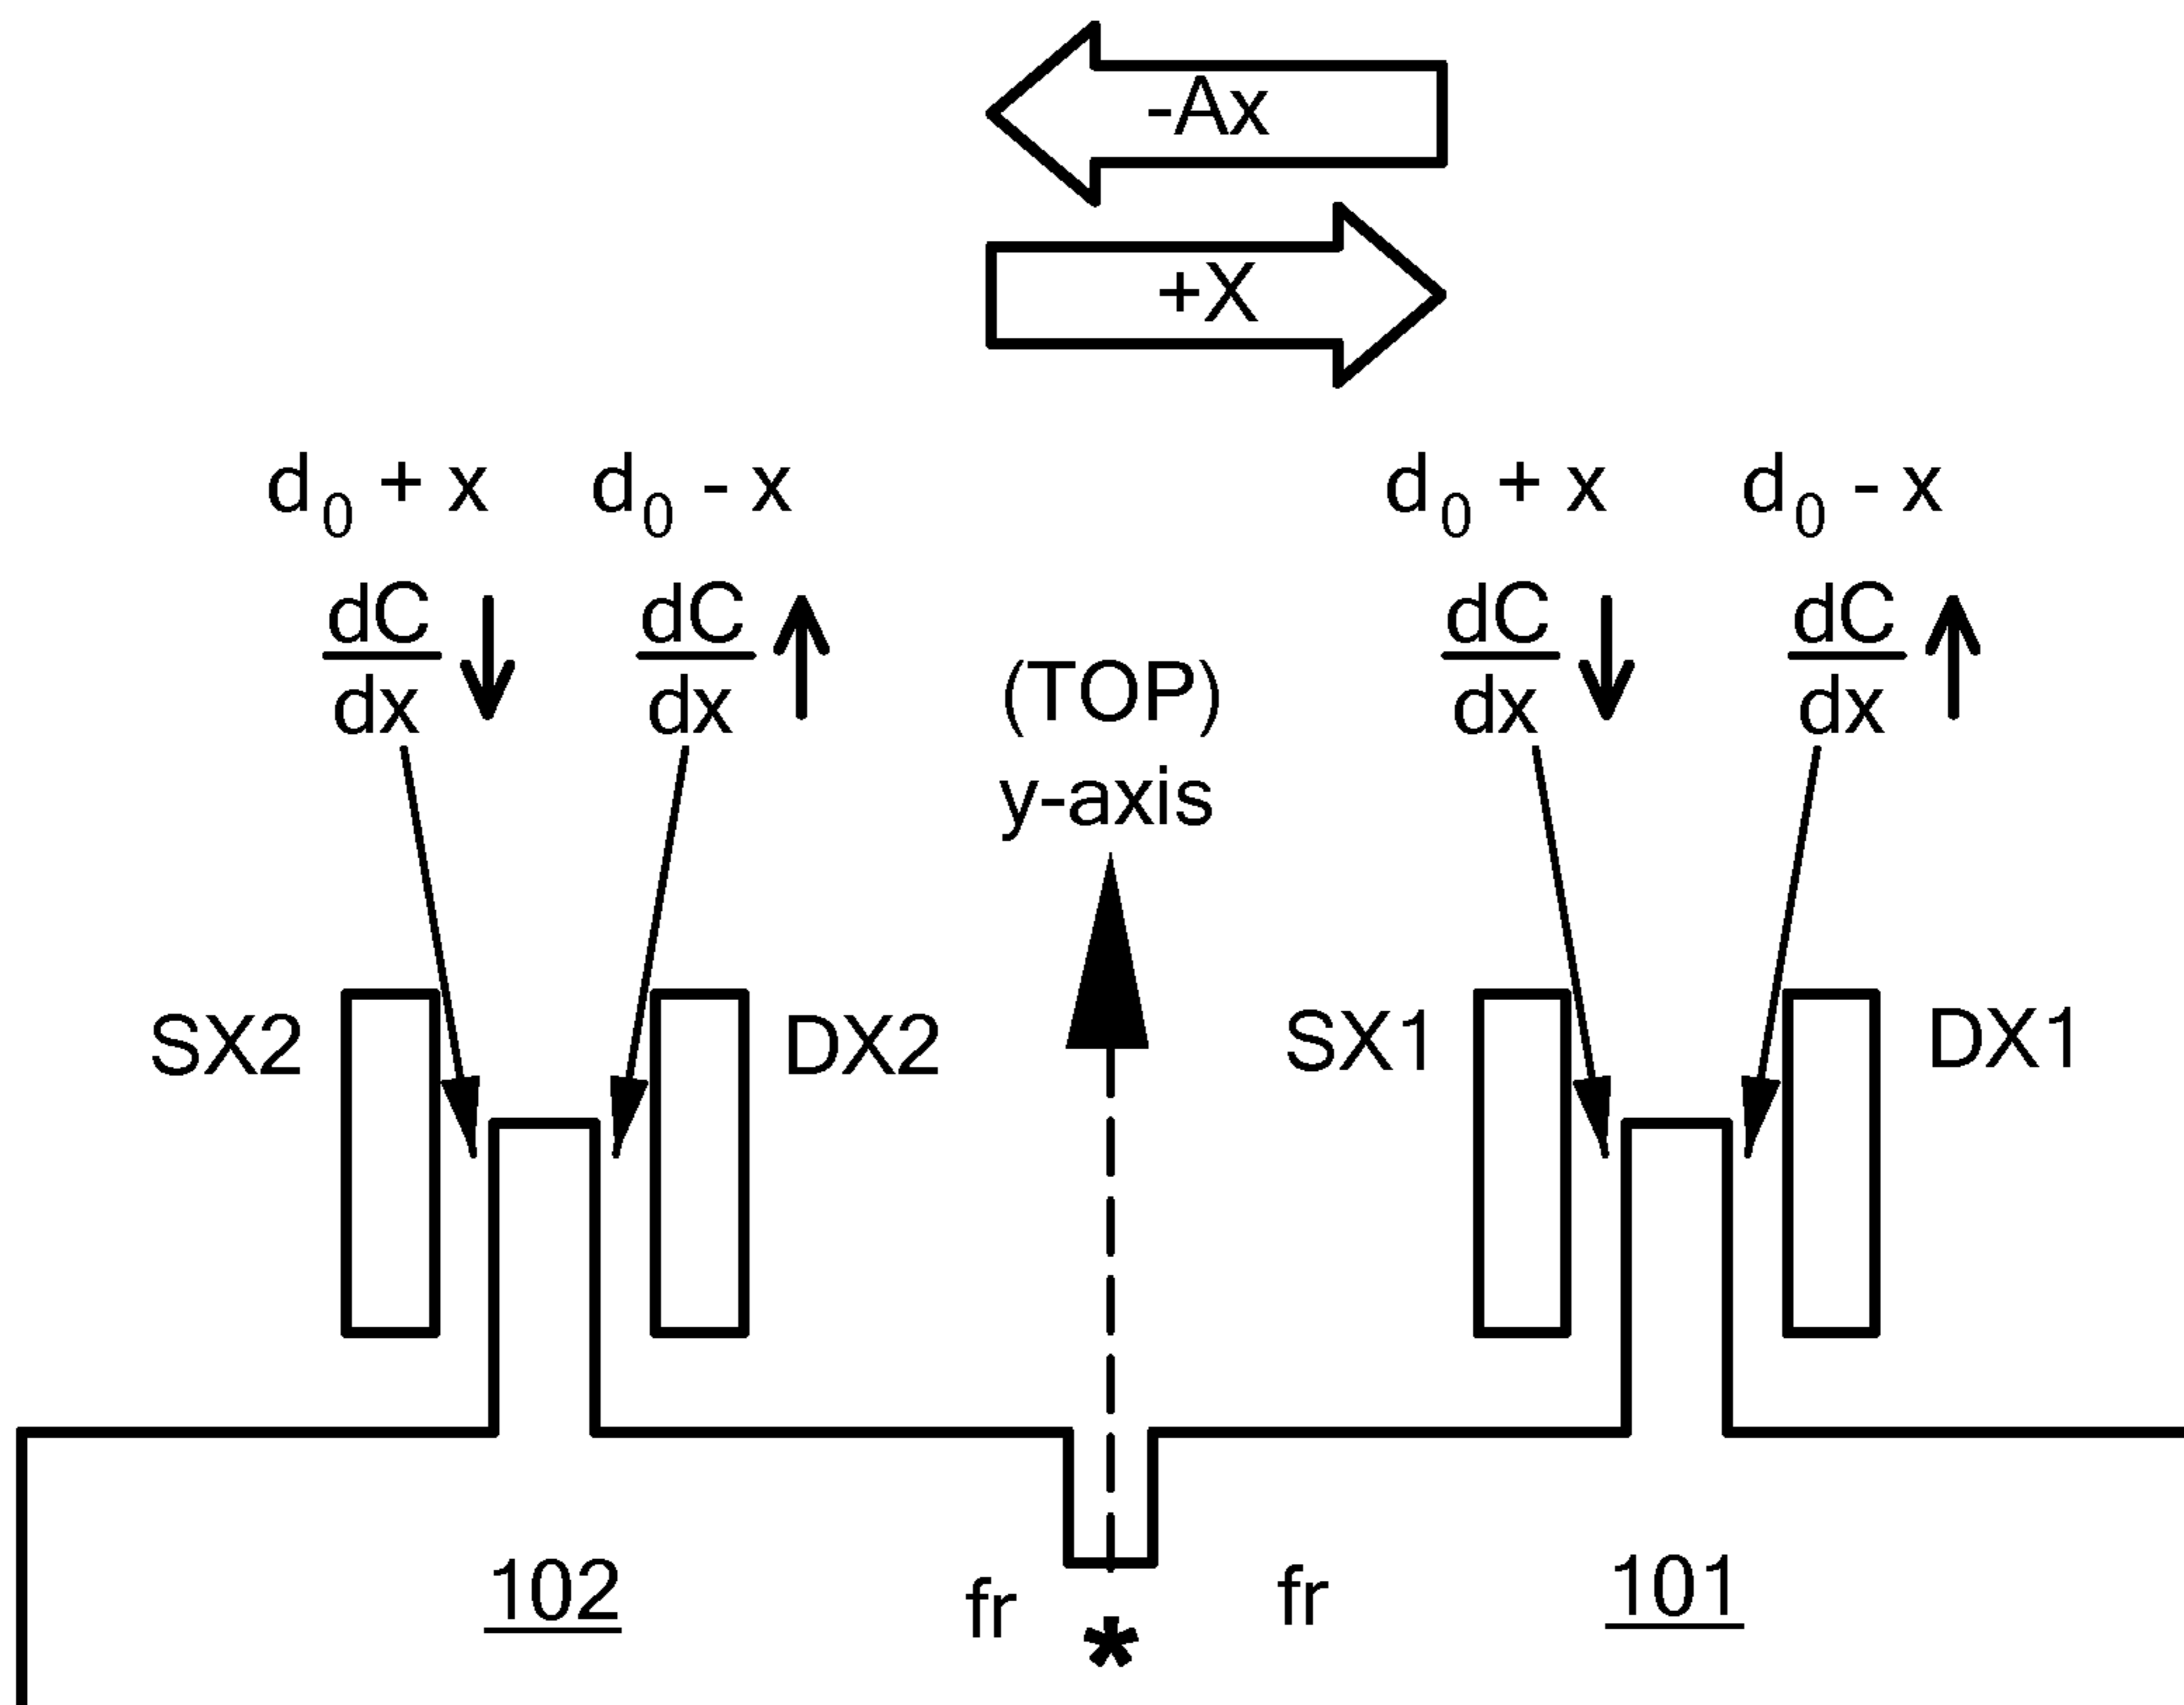 -Ax
+X
d0 + x d0 - x d0 + x d0 - x
dC dC dC dC
dx dx dx dx
(TOP)
y-axis
SX2 DX2 SX1 DX1
102 fr * fr 101